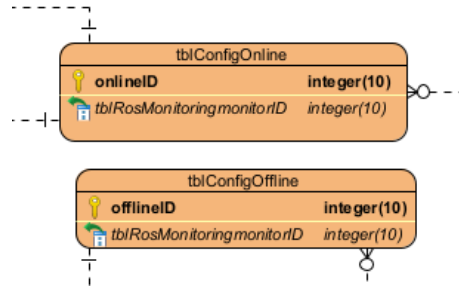 tblConfigOnline
onlineID integer(10)
tblRosMonitoringmonitorID integer(10)
tblConfigOffline
offlineID integer(10)
tblRosMonitoringmonitorID integer(10)